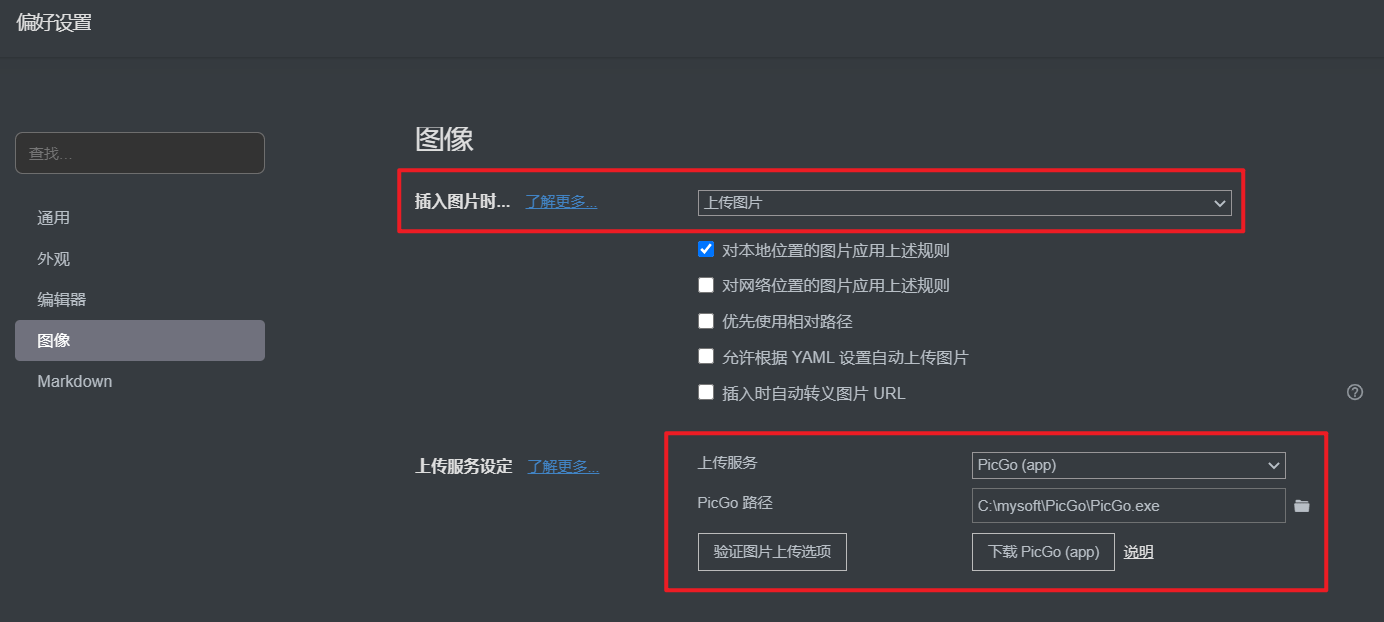 偏好设置
查找...
通用
外观
编辑器
图像
Markdown
图像
插入图片时... 了解更多... 上传图片
对本地位置的图片应用上述规则
对网络位置的图片应用上述规则
优先使用相对路径
允许根据 YAML 设置自动上传图片
插入时自动转义图片 URL
上传服务设定 了解更多...
上传服务 PicGo (app)
PicGo 路径 C:\mysoft\PicGo\PicGo.exe
验证图片上传选项 下载 PicGo (app) 说明